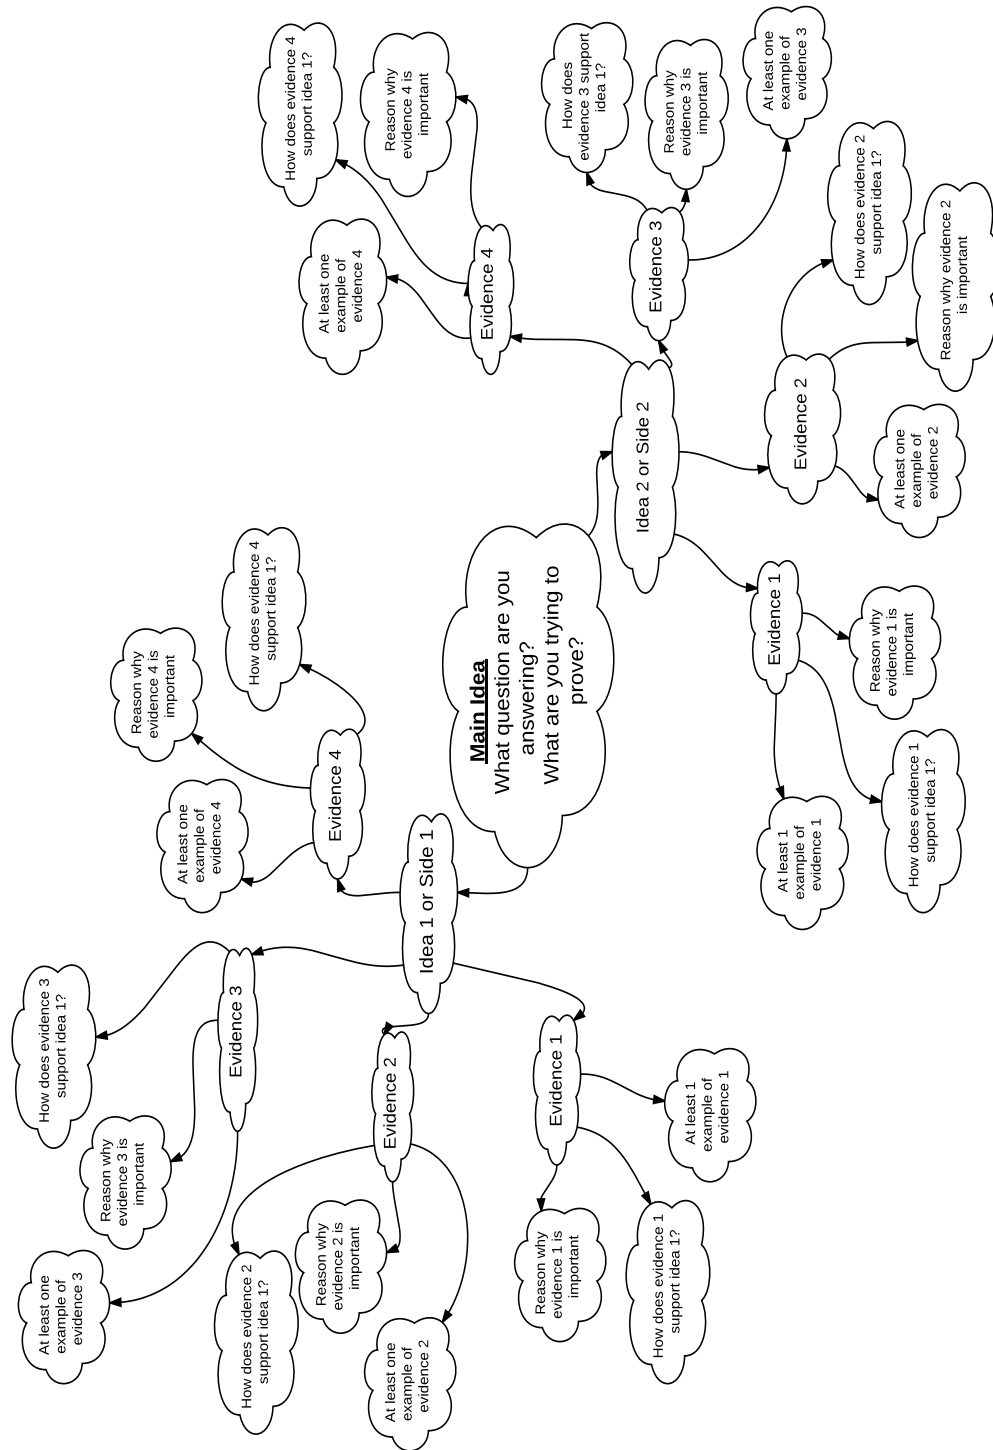 Main Idea
What question are you
answering?
What are you trying to
prove?
Idea 1 or Side 1
Evidence 1
Reason why
evidence 1 is
important
How does evidence 1
support idea 1?
At least 1
example of
evidence 1
Evidence 2
How does evidence 2
support idea 1?
Reason why
evidence 2 is
important
At least one
example of
evidence 2
Evidence 3
At least one
example of
evidence 3
Reason why
evidence 3 is
important
How does evidence 3
support idea 1?
Evidence 4
At least one
example of
evidence 4
Reason why
evidence 4 is
important
How does evidence 4
support idea 1?
Idea 2 or Side 2
Evidence 1
At least 1
example of
evidence 1
How does evidence 1
support idea 1?
Reason why
evidence 1 is
important
Evidence 2
At least one
example of
evidence 2
Reason why evidence 2
is important
How does evidence 2
support idea 1?
Evidence 3
How does
evidence 3 support
idea 1?
Reason why
evidence 3 is
important
At least one
example of
evidence 3
Evidence 4
At least one
example of
evidence 4
How does evidence 4
support idea 1?
Reason why
evidence 4 is
important